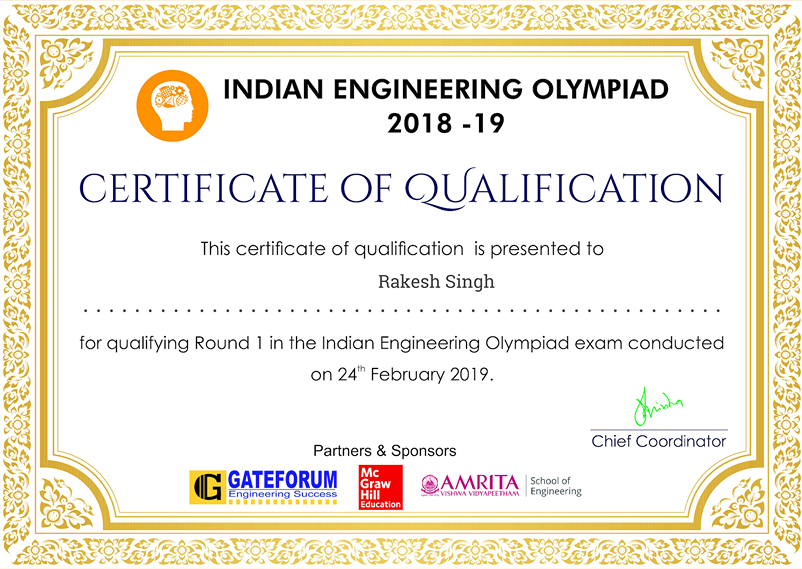 INDIAN ENGINEERING OLYMPIAD
2018 -19
CERTIFICATE OF QUALIFICATION
This certificate of qualification is presented to
Rakesh Singh
for qualifying Round 1 in the Indian Engineering Olympiad exam conducted
on 24th February 2019.
Chief Coordinator
Partners & Sponsors
GATEFORUM
Engineering Success
Mc
Graw
Hill
Education
AMRITA
VISHWA VIDYAPEETHAM
School of
Engineering